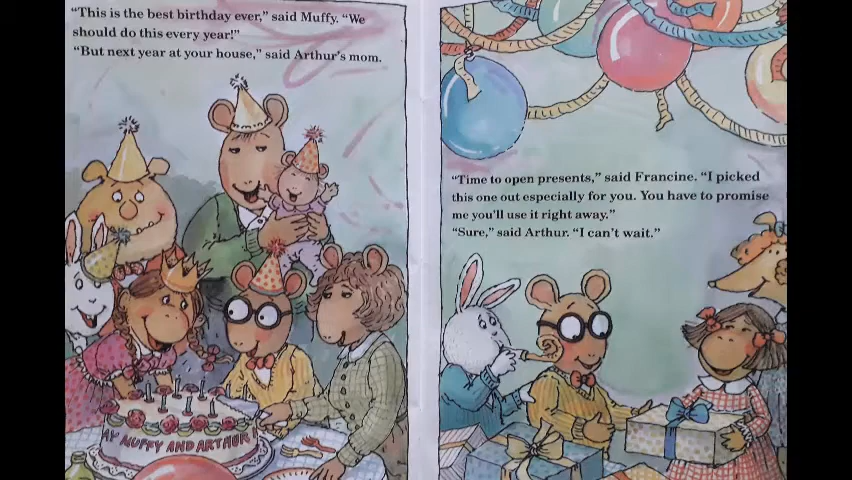 “This is the best birthday ever,” said Muffy. “We
should do this every year!”
“But next year at your house,” said Arthur's mom.
AY MUFFY AND ARTHUR!
“Time to open presents,” said Francine. “I picked
this one out especially for you. You have to promise
me you'll use it right away.”
“Sure,” said Arthur. “I can't wait.”